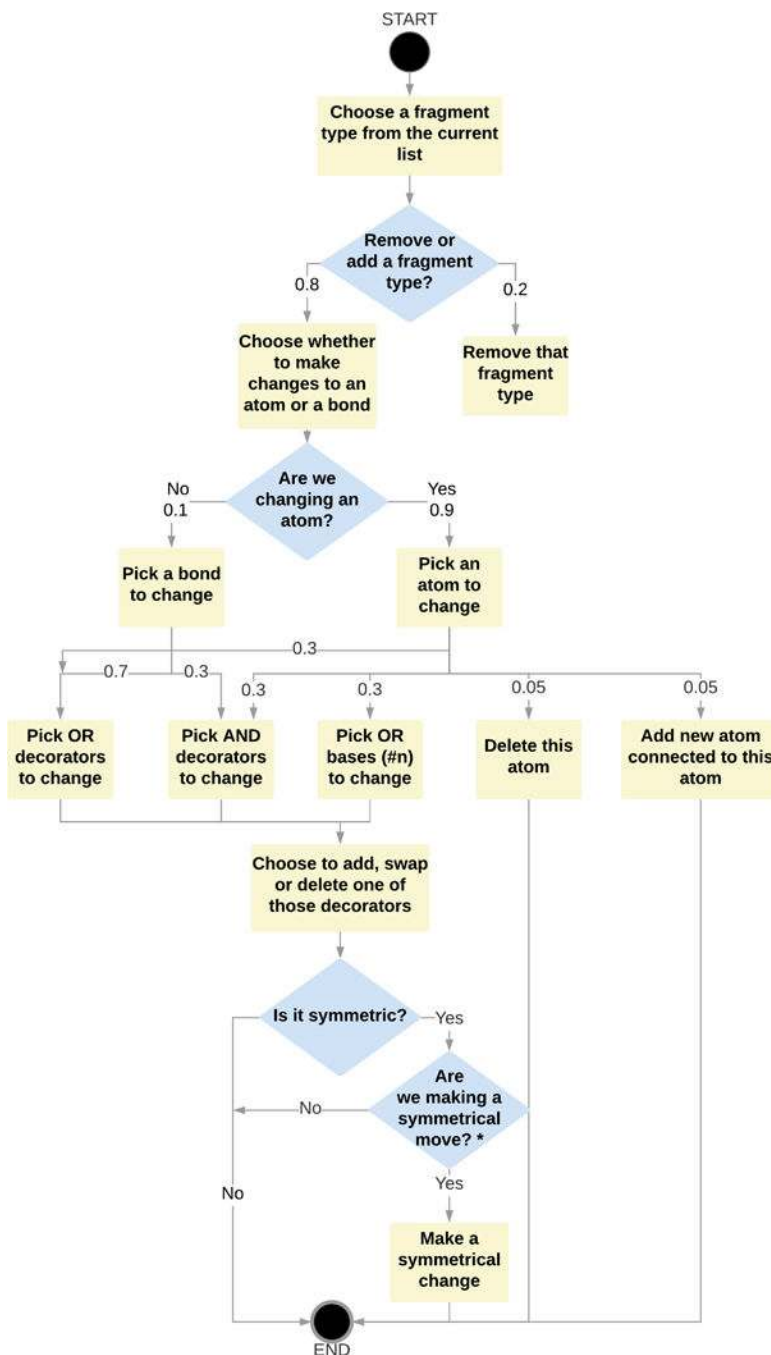 START
Choose a fragment
type from the current
list
Remove or
add a fragment
type?
0.8
0.2
Choose whether
to make
changes to an
atom or a bond
Remove that
fragment
type
Are we
changing an
atom?
No
0.1
Yes
0.9
Pick a bond
to change
Pick an
atom to
change
0.3
0.7
0.3
0.3
0.3
0.05
0.05
Pick OR
decorators
to change
Pick AND
decorators
to change
Pick OR
bases (#n)
to change
Delete this
atom
Add new atom
connected to this
atom
Choose to add, swap
or delete one of
those decorators
Is it symmetric?
Yes
Are
we making a
symmetrical
move? *
No
Yes
No
Make a
symmetrical
change
END